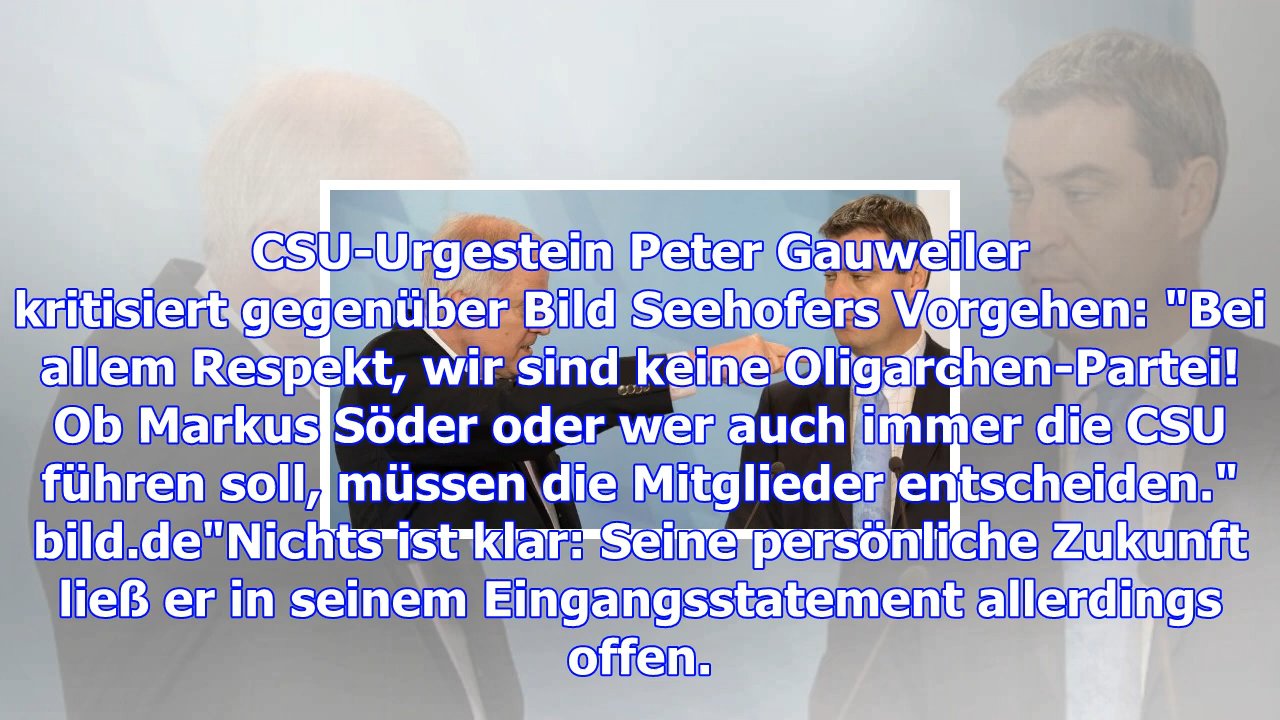 CSU-Urgestein Peter Gauweiler
kritisiert gegenüber Bild Seehofers Vorgehen: "Bei
allem Respekt, wir sind keine Oligarchen-Partei!
Ob Markus Söder oder wer auch immer die CSU
führen soll, müssen die Mitglieder entscheiden."
bild.de"Nichts ist klar: Seine persönliche Zukunft
ließ er in seinem Eingangsstatement allerdings
offen.